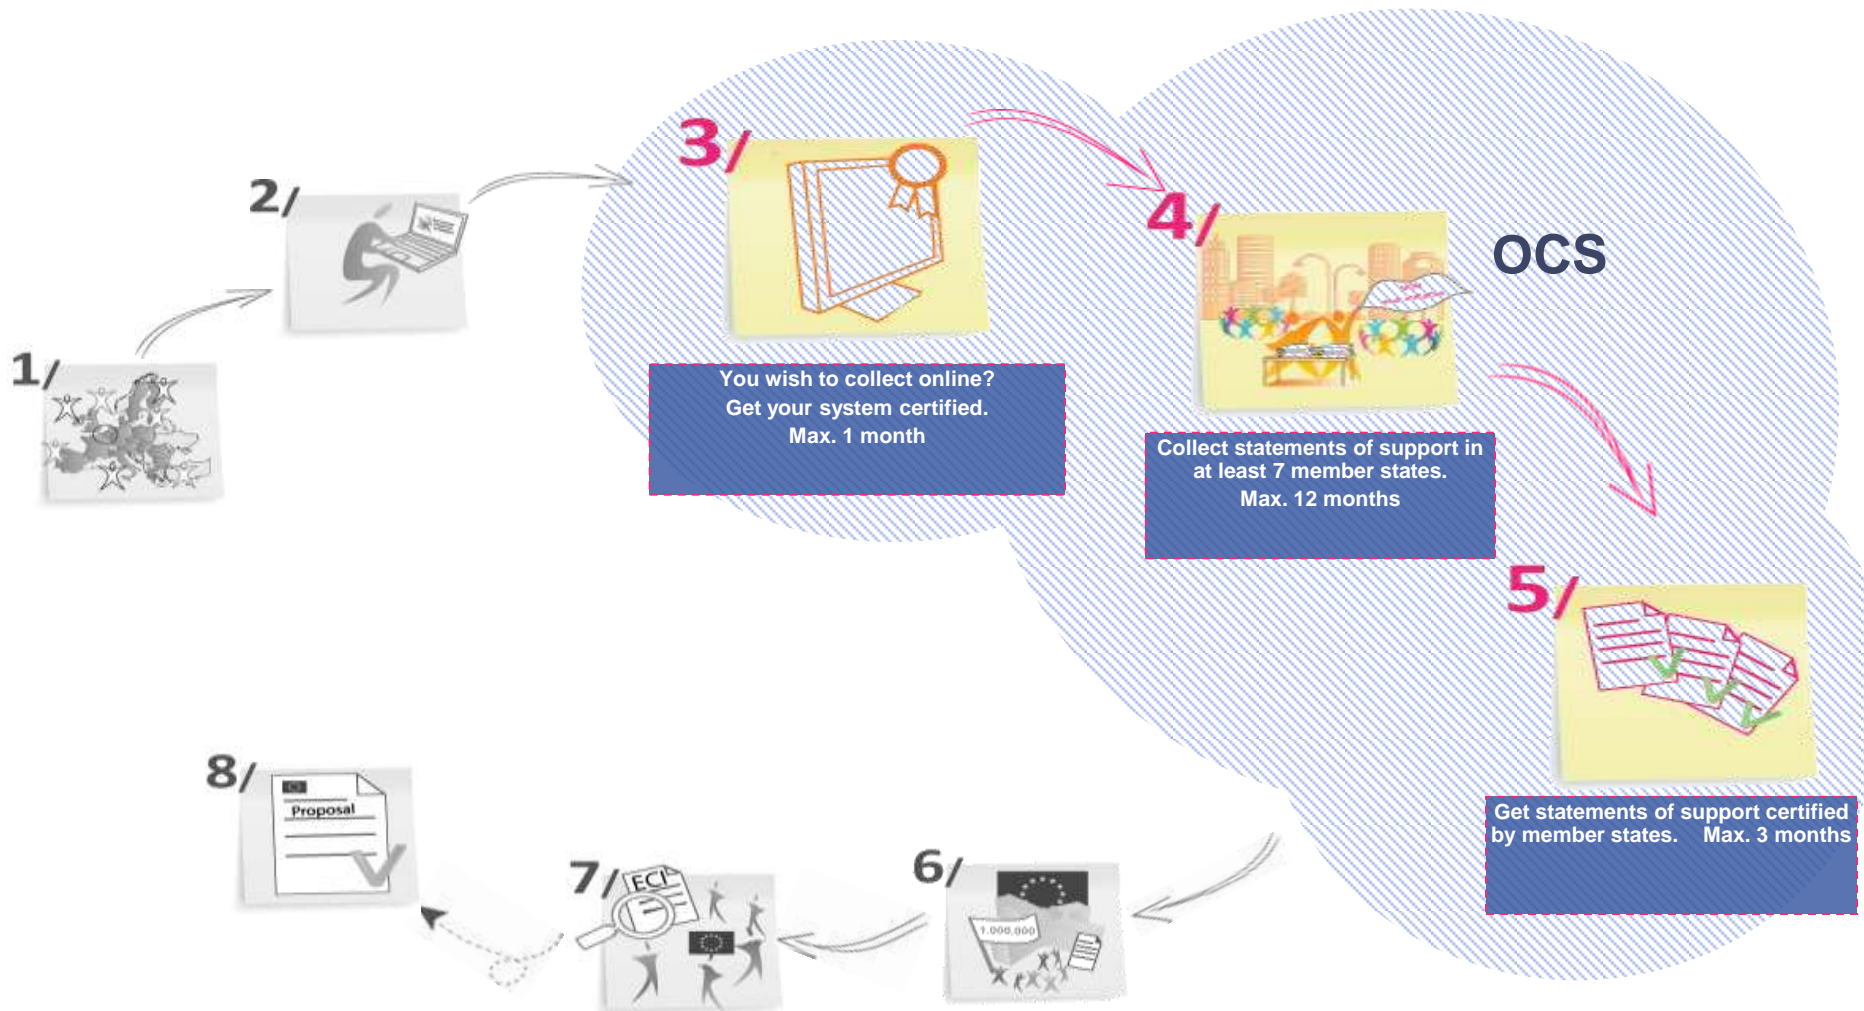 1/
2/
3/
You wish to collect online?
Get your system certified.
Max. 1 month
4/
OCS
Collect statements of support in
at least 7 member states.
Max. 12 months
5/
Get statements of support certified
by member states. Max. 3 months
6/
1.000.000
7/
ECI
8/
Proposal